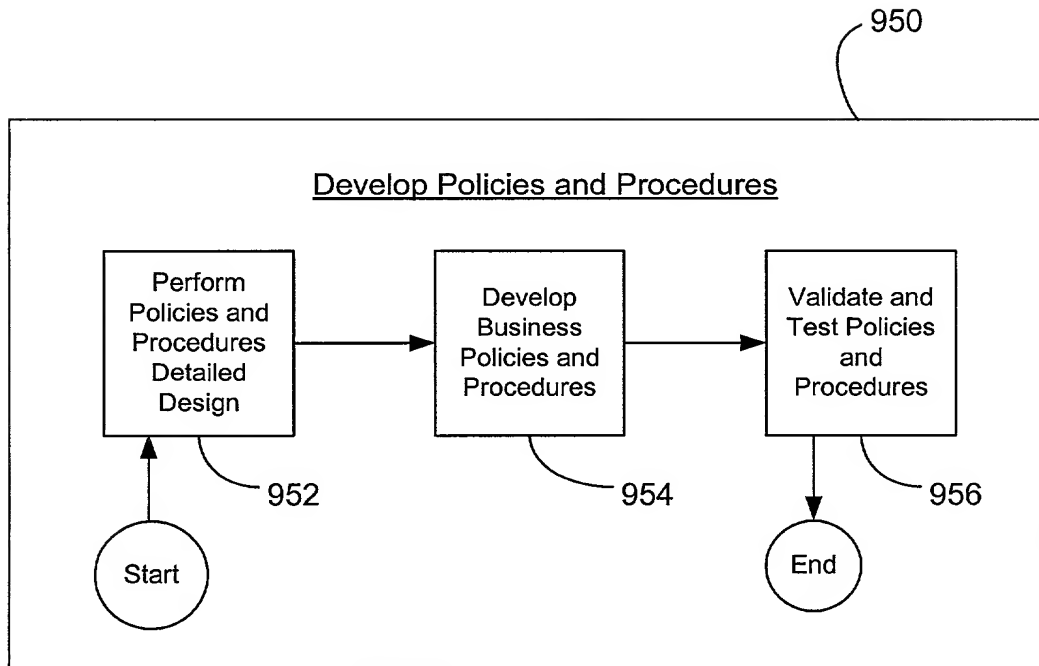 950
Develop Policies and Procedures
Perform
Policies and
Procedures
Detailed
Design
Develop
Business
Policies and
Procedures
Validate and
Test Policies
and
Procedures
952
954
956
Start
End